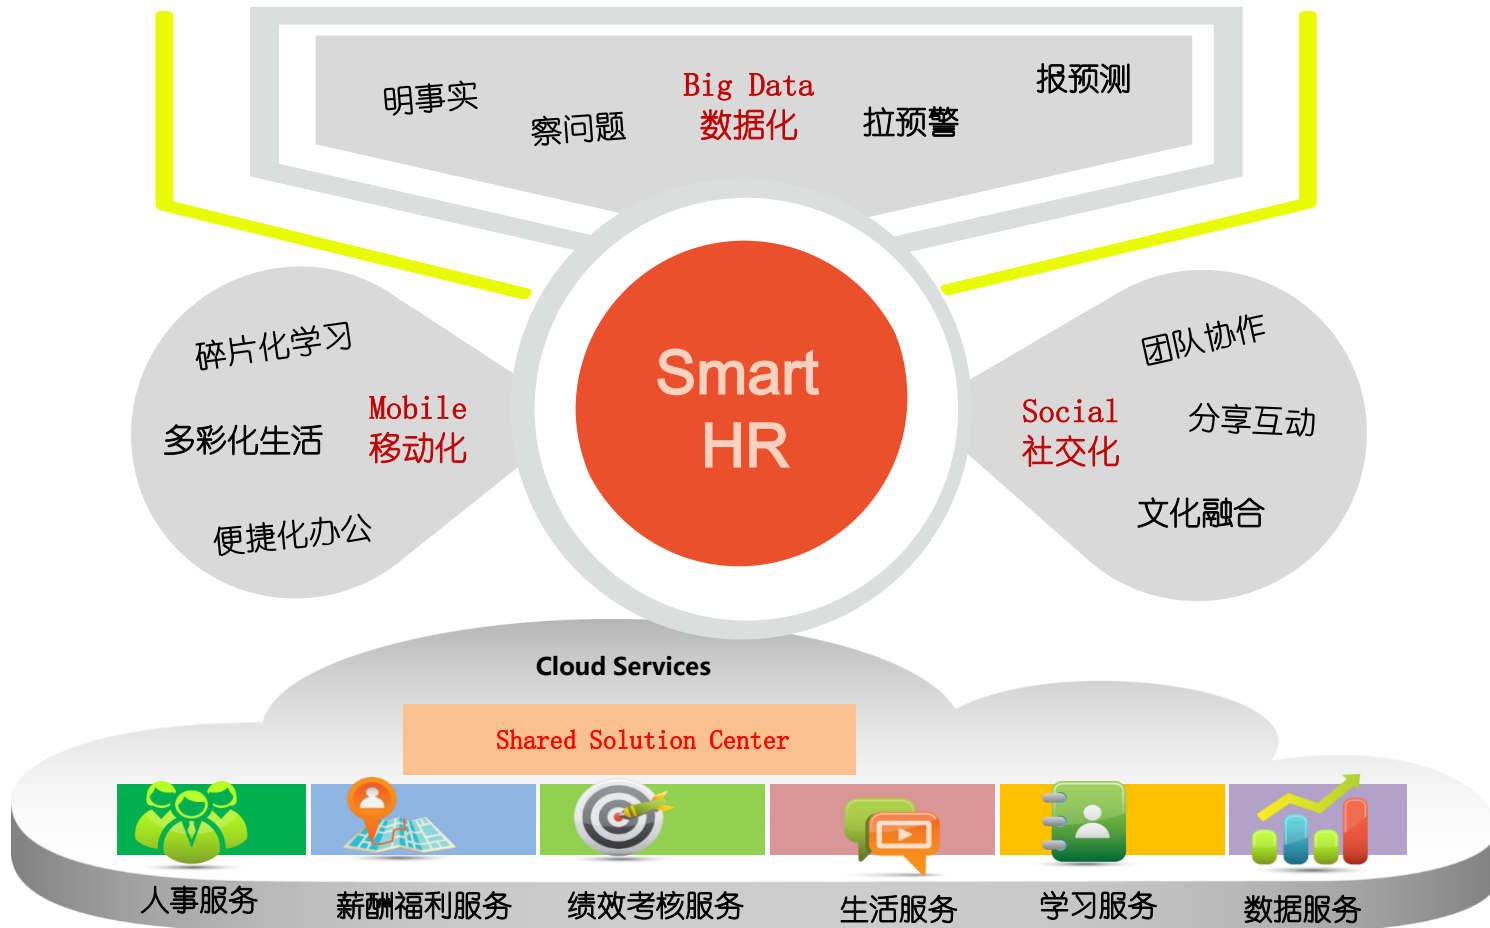 明事实
察问题
Big Data
数据化
拉预警
报预测
碎片化学习
多彩化生活
便捷化办公
Mobile
移动化
Smart
HR
Social
社交化
团队协作
分享互动
文化融合
Cloud Services
Shared Solution Center
人事服务
薪酬福利服务
绩效考核服务
生活服务
学习服务
数据服务